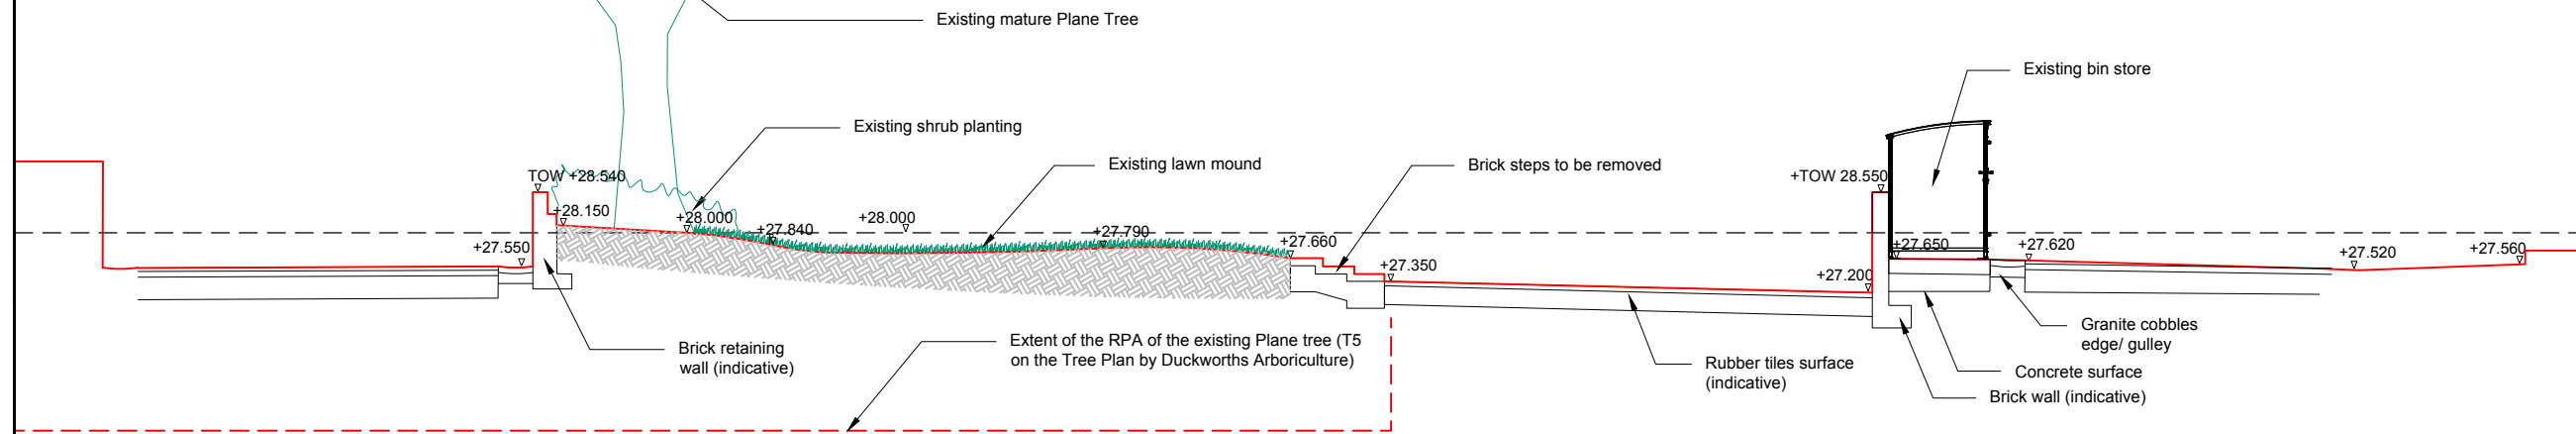 Existing mature Plane Tree
Existing bin store
Existing shrub planting
Existing lawn mound
Brick steps to be removed
TOW +28.540
+TOW 28.550
+28.150
+28.000
+27.840
+28.000
+27.790
+27.660
+27.550
+27.350
+27.200
+27.650
+27.620
+27.520
+27.560
Brick retaining
wall (indicative)
Extent of the RPA of the existing Plane tree (T5
on the Tree Plan by Duckworths Arboriculture)
Rubber tiles surface
(indicative)
Granite cobbles
edge/ gulley
Concrete surface
Brick wall (indicative)